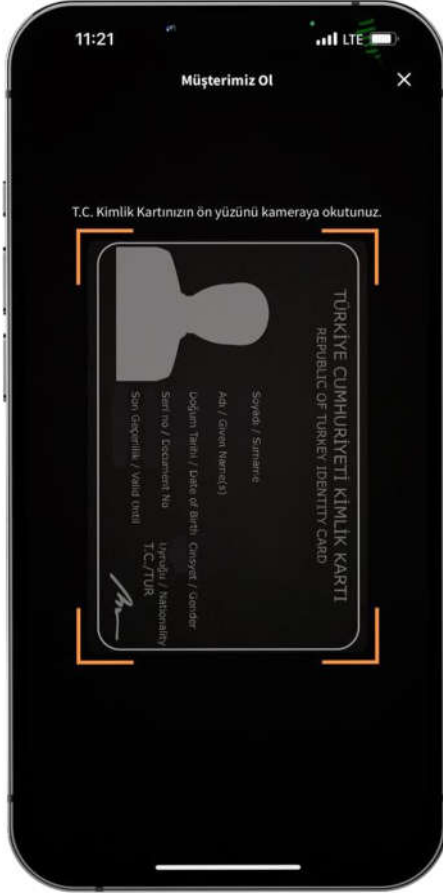 11:21
LTE
Müşterimiz Ol
T.C. Kimlik Kartınızın ön yüzünü kameraya okutunuz.
TÜRKİYE CUMHURİYETİ KİMLİK KARTI
REPUBLIC OF TURKEY IDENTITY CARD
Soyadı / Surname
Adı / Given Name(s)
Doğum Tarihi / Date of Birth Cinsiyet / Gender
Seri no / Document No Uyruğu / Nationality
T.C./TUR
Son Geçerlilik / Valid Until